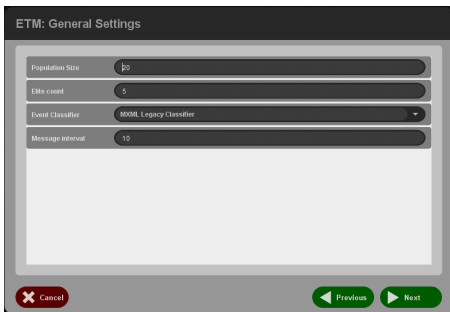 ETM: General Settings
Population Size
20
Elite count
5
Event Classifier
MXML Legacy Classifier
Message interval
10
Cancel
Previous
Next